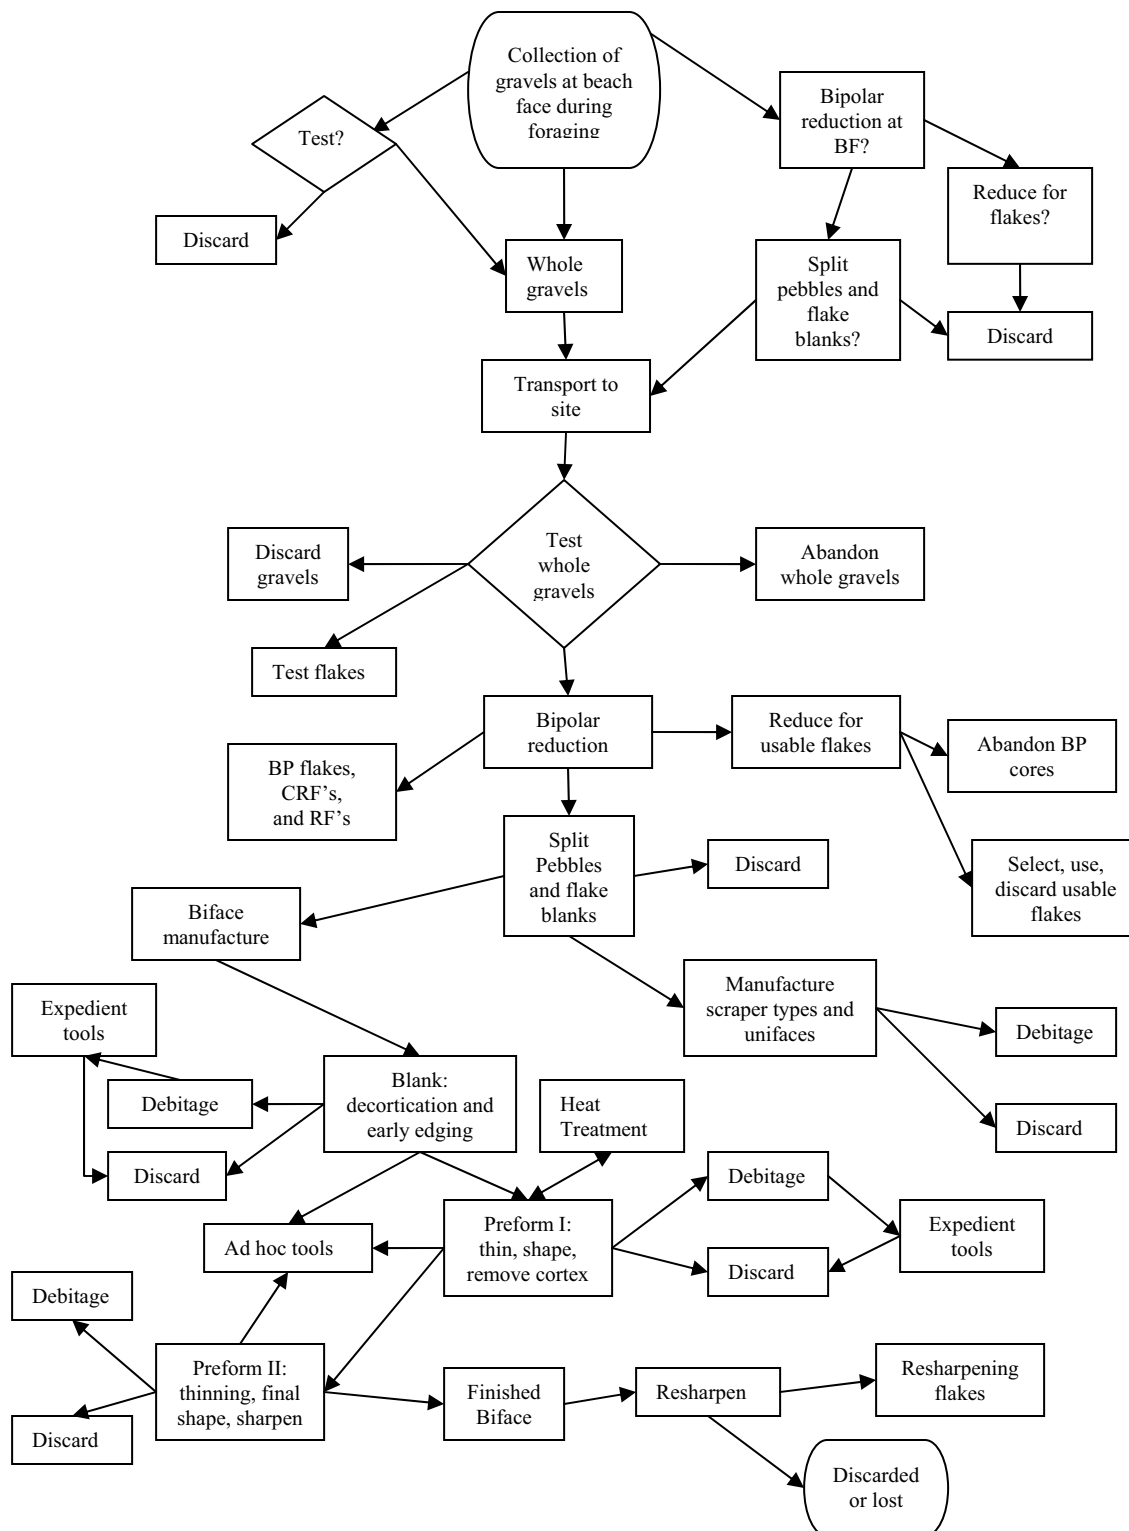 Collection of
gravels at beach
face during
foraging
Test?
Bipolar
reduction at
BF?
Reduce for
flakes?
Discard
Whole
gravels
Split
pebbles and
flake
blanks?
Discard
Transport to
site
Test
whole
gravels
Discard
gravels
Abandon
whole gravels
Test flakes
Bipolar
reduction
Reduce for
usable flakes
Abandon BP
cores
BP flakes,
CRF’s,
and RF’s
Split
Pebbles
and flake
blanks
Discard
Select, use,
discard usable
flakes
Biface
manufacture
Manufacture
scraper types and
unifaces
Expedient
tools
Debitage
Debitage
Blank:
decortication and
early edging
Heat
Treatment
Discard
Discard
Debitage
Ad hoc tools
Preform I:
thin, shape,
remove cortex
Expedient
tools
Discard
Debitage
Preform II:
thinning, final
shape, sharpen
Finished
Biface
Resharpen
Resharpening
flakes
Discard
Discarded
or lost